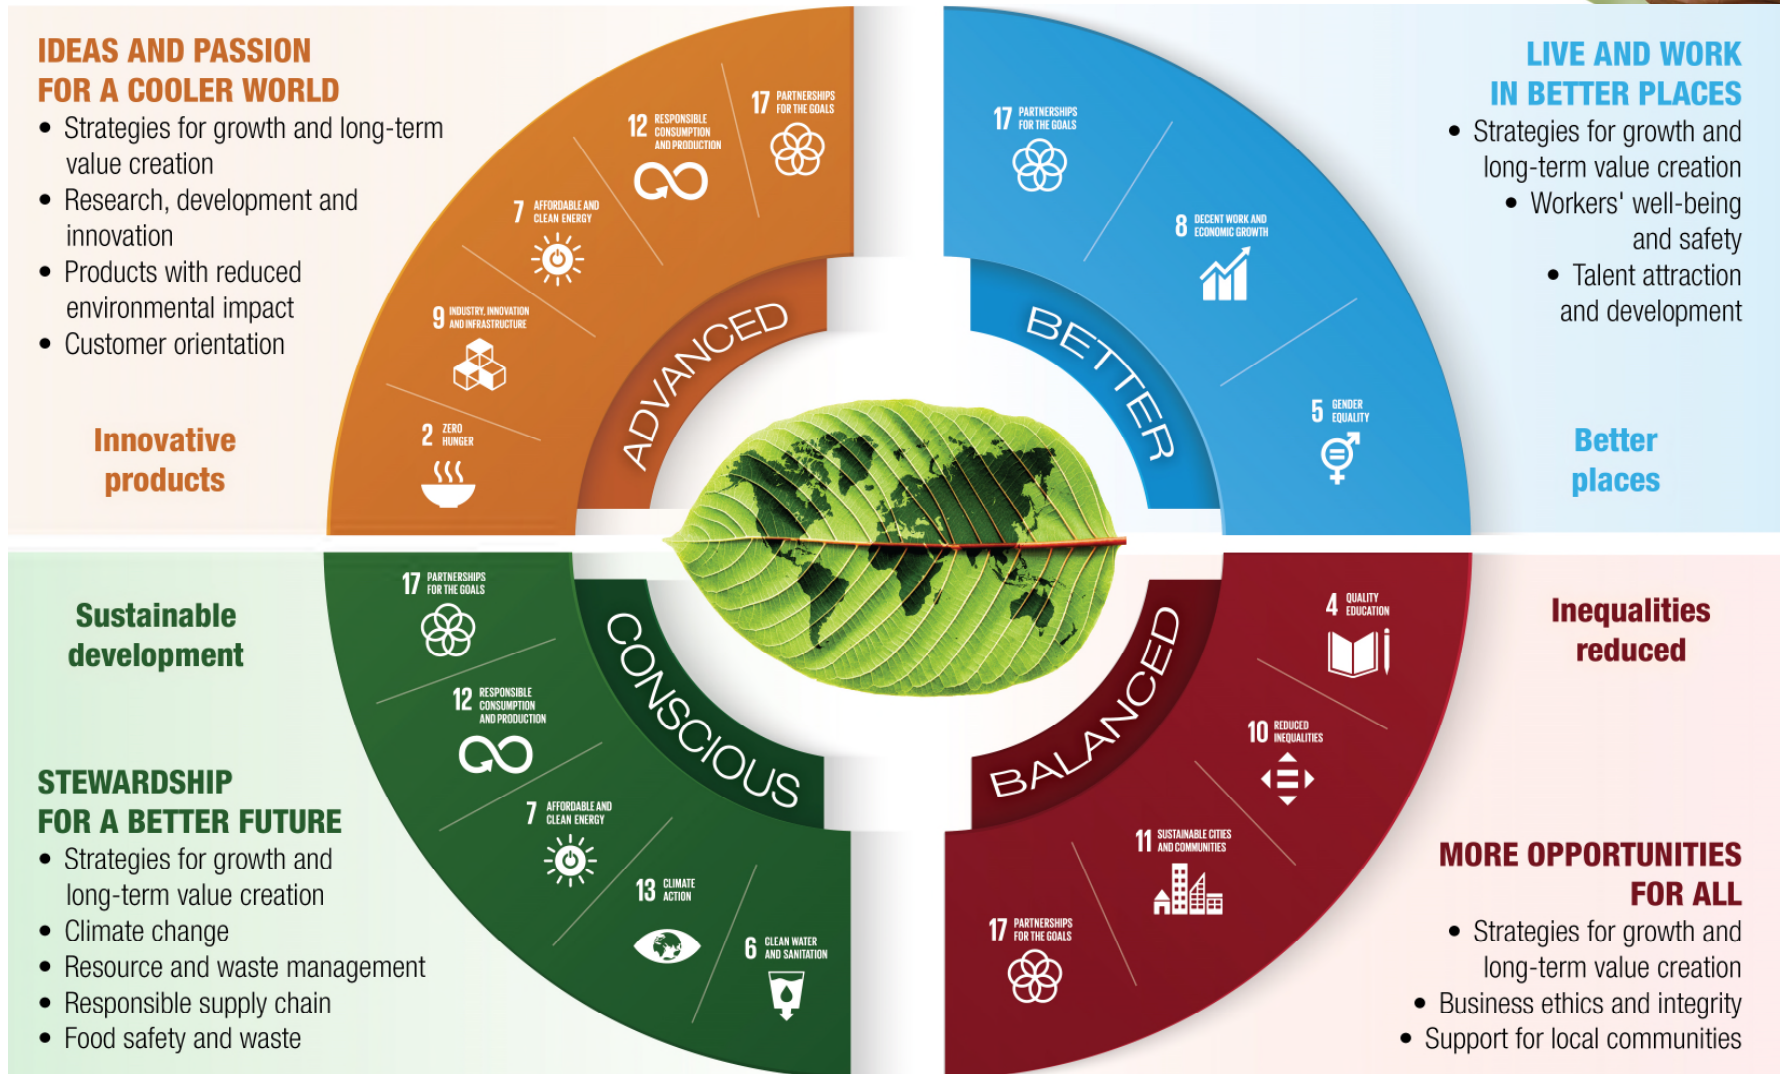 IDEAS AND PASSION
FOR A COOLER WORLD
• Strategies for growth and long-term
value creation
• Research, development and
innovation
• Products with reduced
environmental impact
• Customer orientation
Innovative
products
2 ZERO
HUNGER
9 INDUSTRY, INNOVATION
AND INFRASTRUCTURE
7 AFFORDABLE AND
CLEAN ENERGY
12 RESPONSIBLE
CONSUMPTION
AND PRODUCTION
17 PARTNERSHIPS
FOR THE GOALS
ADVANCED
LIVE AND WORK
IN BETTER PLACES
• Strategies for growth and
long-term value creation
• Workers' well-being
and safety
• Talent attraction
and development
Better
places
17 PARTNERSHIPS
FOR THE GOALS
8 DECENT WORK AND
ECONOMIC GROWTH
5 GENDER
EQUALITY
BETTER
Sustainable
development
STEWARDSHIP
FOR A BETTER FUTURE
• Strategies for growth and
long-term value creation
• Climate change
• Resource and waste management
• Responsible supply chain
• Food safety and waste
17 PARTNERSHIPS
FOR THE GOALS
12 RESPONSIBLE
CONSUMPTION
AND PRODUCTION
7 AFFORDABLE AND
CLEAN ENERGY
13 CLIMATE
ACTION
6 CLEAN WATER
AND SANITATION
CONSCIOUS
Inequalities
reduced
4 QUALITY
EDUCATION
10 REDUCED
INEQUALITIES
11 SUSTAINABLE CITIES
AND COMMUNITIES
17 PARTNERSHIPS
FOR THE GOALS
BALANCED
MORE OPPORTUNITIES
FOR ALL
• Strategies for growth and
long-term value creation
• Business ethics and integrity
• Support for local communities